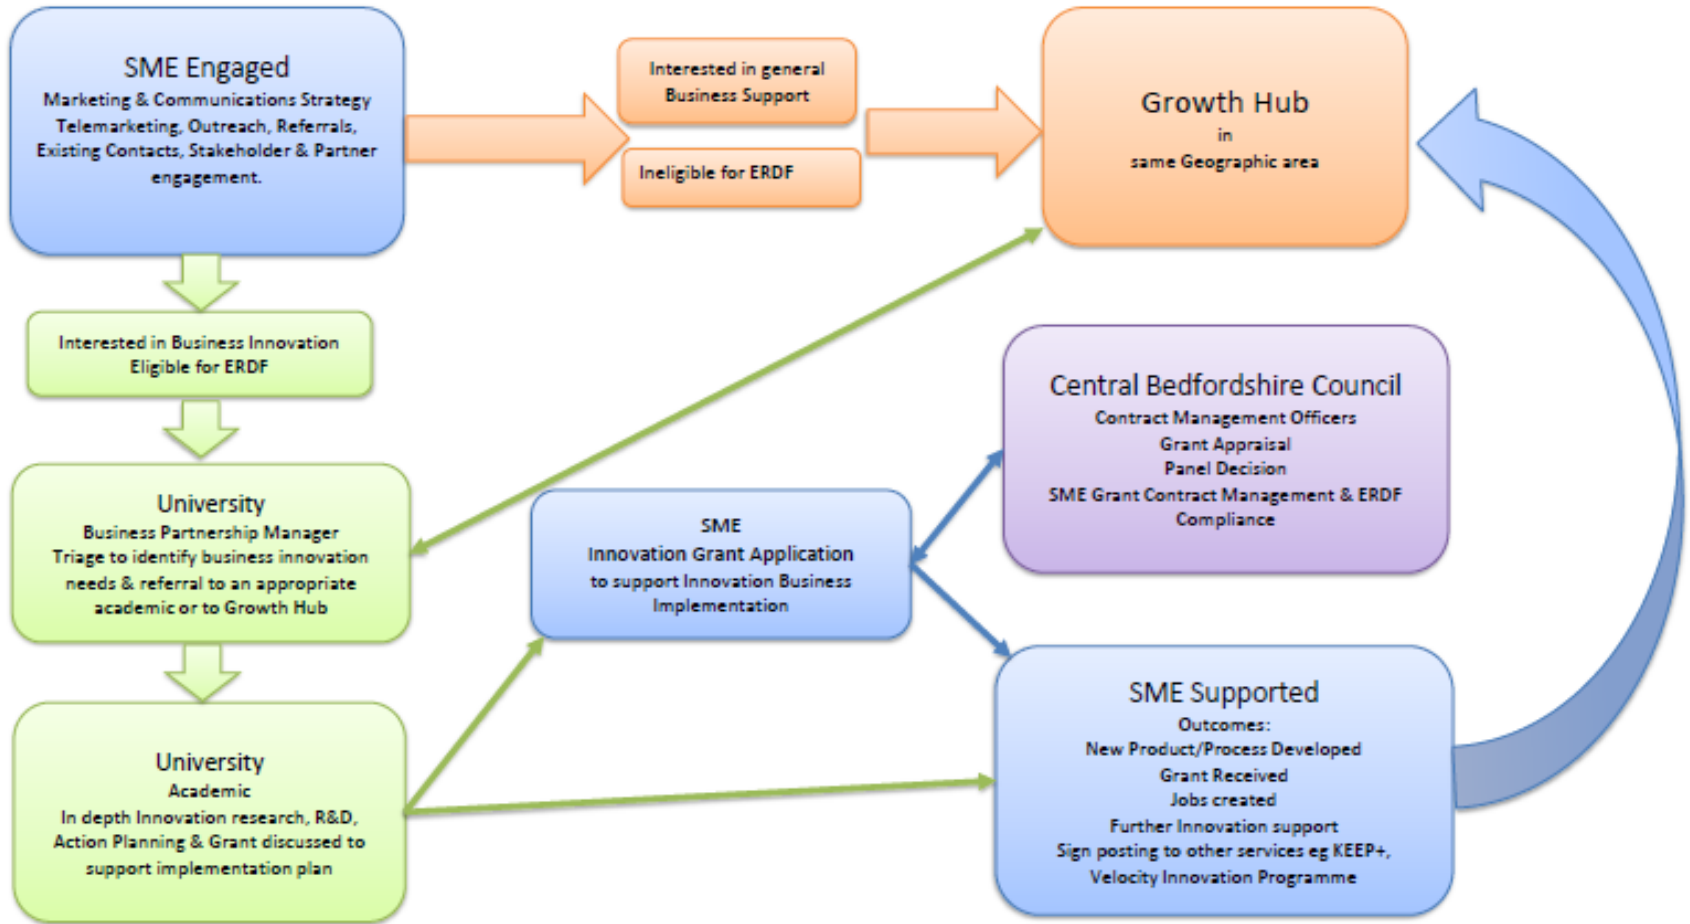 SME Engaged
Marketing & Communications Strategy
Telemarketing, Outreach, Referrals,
Existing Contacts, Stakeholder & Partner
engagement.
Interested in general
Business Support
Ineligible for ERDF
Growth Hub
in
same Geographic area
Interested in Business Innovation
Eligible for ERDF
University
Business Partnership Manager
Triage to identify business innovation
needs & referral to an appropriate
academic or to Growth Hub
SME
Innovation Grant Application
to support Innovation Business
Implementation
Central Bedfordshire Council
Contract Management Officers
Grant Appraisal
Panel Decision
SME Grant Contract Management & ERDF
Compliance
University
Academic
In depth Innovation research, R&D,
Action Planning & Grant discussed to
support implementation plan
SME Supported
Outcomes:
New Product/Process Developed
Grant Received
Jobs created
Further Innovation support
Sign posting to other services eg KEEP+,
Velocity Innovation Programme